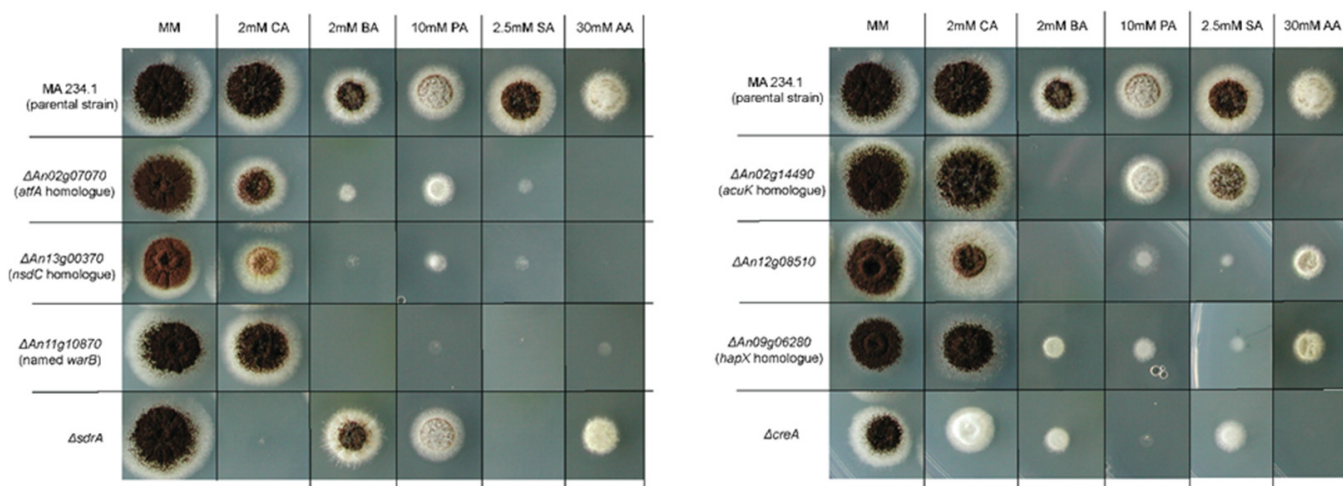 MM 2mM CA 2mM BA 10mM PA 2.5mM SA 30mM AA
MA 234.1
(parental strain)
ΔAn02g07070
(atfA homologue)
ΔAn13g00370
(nsdC homologue)
ΔAn11g10870
(named warB)
ΔsdrA
MM 2mM CA 2mM BA 10mM PA 2.5mM SA 30mM AA
MA 234.1
(parental strain)
ΔAn02g14490
(acuK homologue)
ΔAn12g08510
ΔAn09g06280
(hapX homologue)
ΔcreA